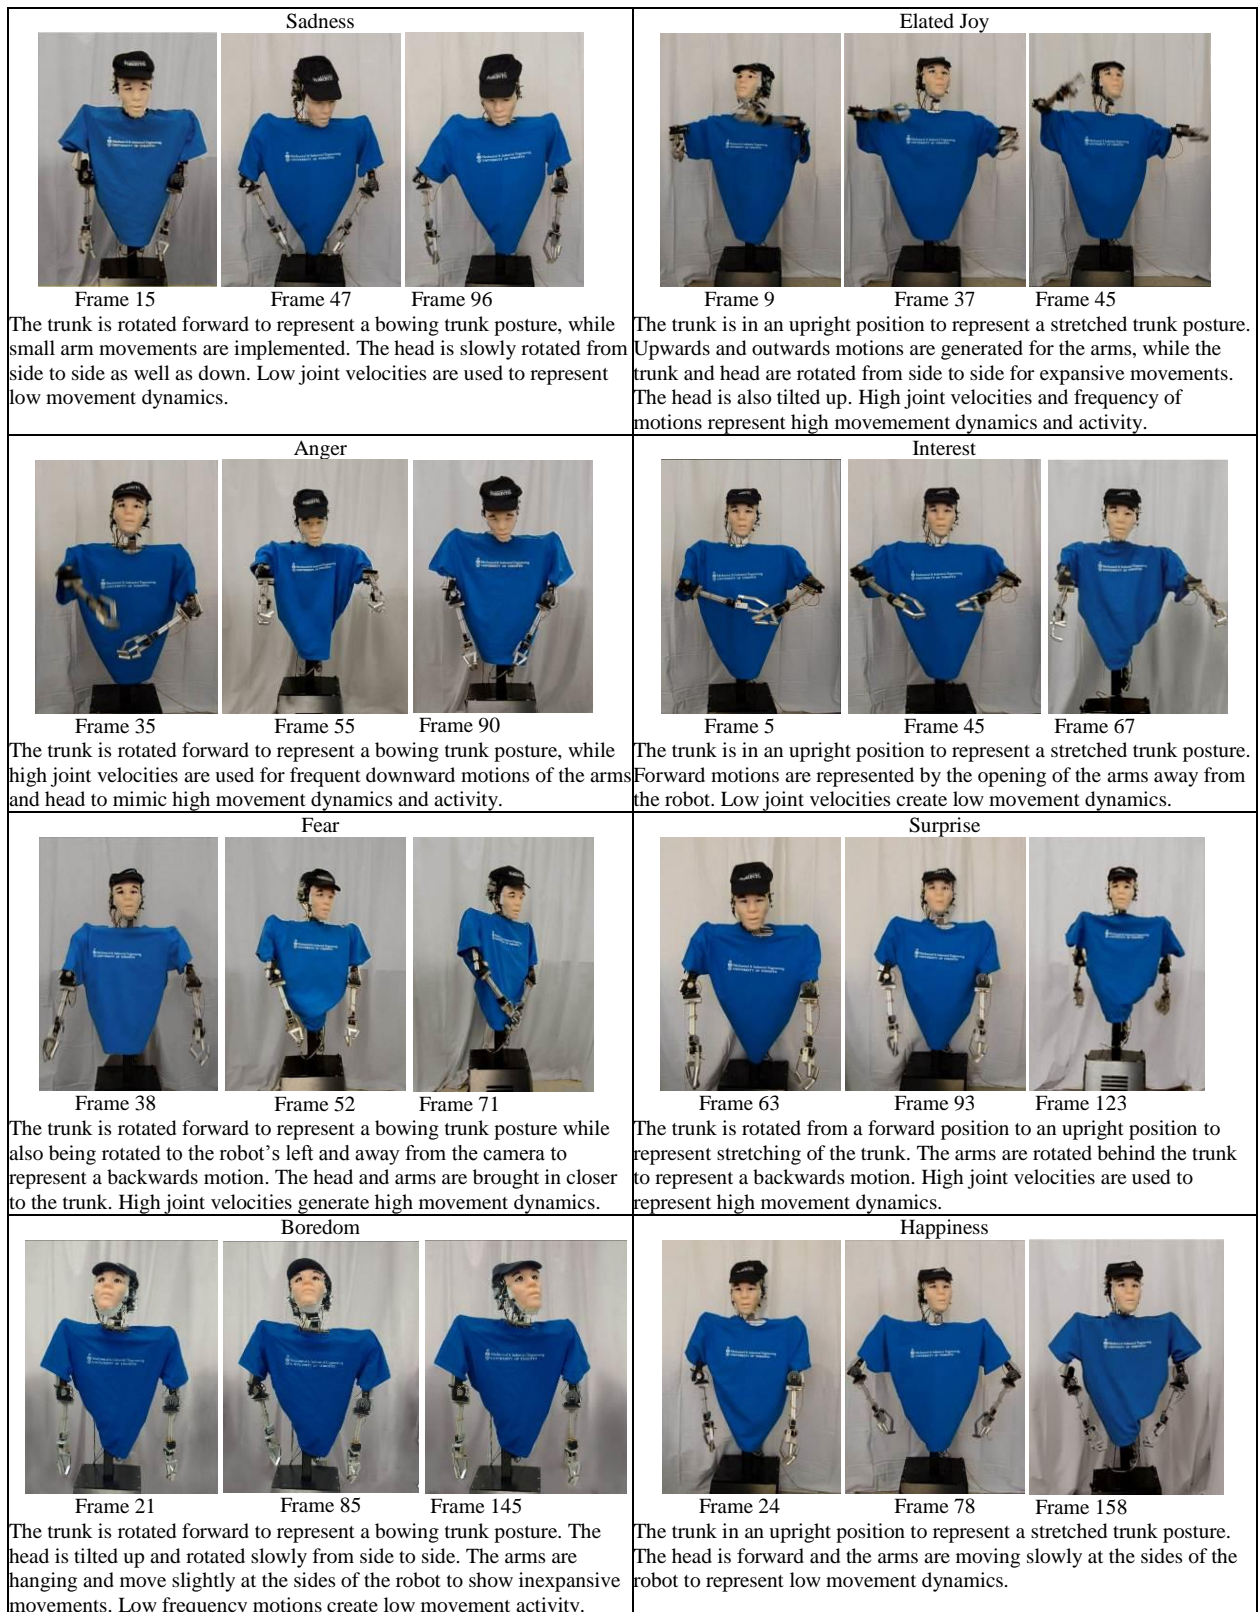 Sadness
Frame 15
Frame 47
Frame 96
The trunk is rotated forward to represent a bowing trunk posture, while
small arm movements are implemented. The head is slowly rotated from
side to side as well as down. Low joint velocities are used to represent
low movement dynamics.
Elated Joy
Frame 9
Frame 37
Frame 45
The trunk is in an upright position to represent a stretched trunk posture.
Upwards and outwards motions are generated for the arms, while the
trunk and head are rotated from side to side for expansive movements.
The head is also tilted up. High joint velocities and frequency of
motions represent high movemement dynamics and activity.
Anger
Frame 35
Frame 55
Frame 90
The trunk is rotated forward to represent a bowing trunk posture, while
high joint velocities are used for frequent downward motions of the arms
and head to mimic high movement dynamics and activity.
Interest
Frame 5
Frame 45
Frame 67
The trunk is in an upright position to represent a stretched trunk posture.
Forward motions are represented by the opening of the arms away from
the robot. Low joint velocities create low movement dynamics.
Fear
Frame 38
Frame 52
Frame 71
The trunk is rotated forward to represent a bowing trunk posture while
also being rotated to the robot's left and away from the camera to
represent a backwards motion. The head and arms are brought in closer
to the trunk. High joint velocities generate high movement dynamics.
Surprise
Frame 63
Frame 93
Frame 123
The trunk is rotated from a forward position to an upright position to
represent stretching of the trunk. The arms are rotated behind the trunk
to represent a backwards motion. High joint velocities are used to
represent high movement dynamics.
Boredom
Frame 21
Frame 85
Frame 145
The trunk is rotated forward to represent a bowing trunk posture. The
head is tilted up and rotated slowly from side to side. The arms are
hanging and move slightly at the sides of the robot to show inexpansive
movements. Low frequency motions create low movement activity.
Happiness
Frame 24
Frame 78
Frame 158
The trunk in an upright position to represent a stretched trunk posture.
The head is forward and the arms are moving slowly at the sides of the
robot to represent low movement dynamics.